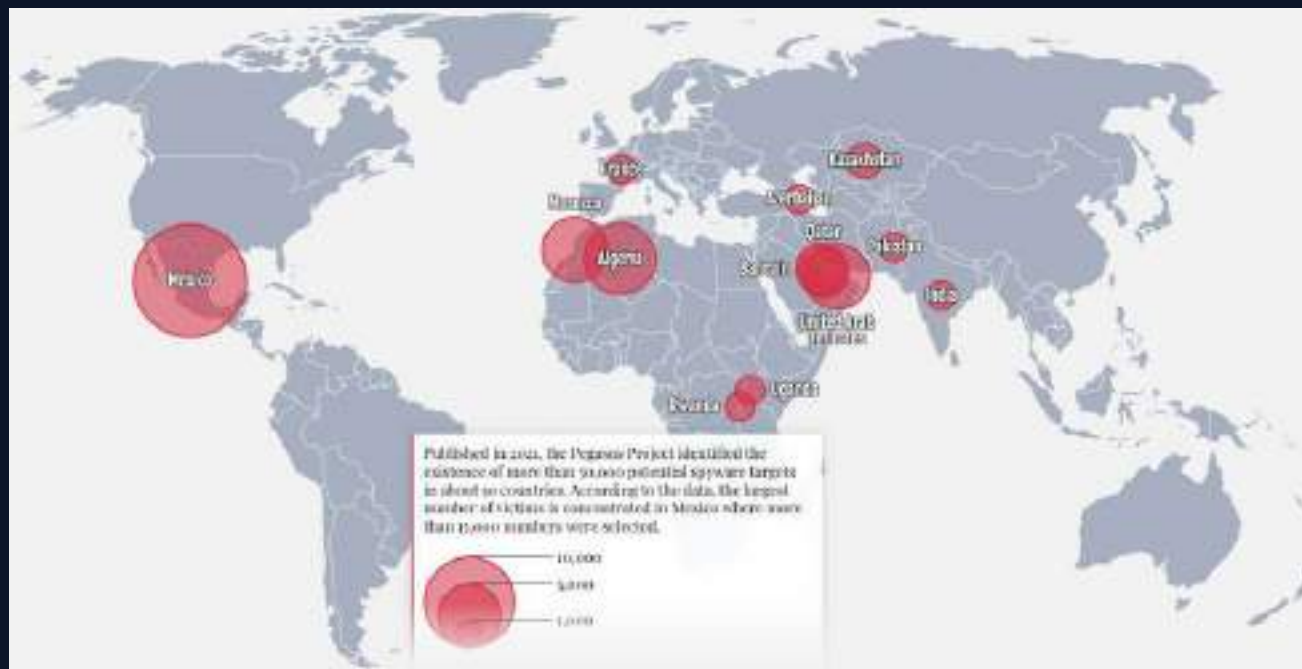 France
Kazakhstan
Azerbaijan
Morocco
Qatar
Pakistan
Algeria
Mexico
Bahrain
India
United Arab
Emirates
Uganda
Rwanda
Published in 2021, the Pegasus Project identified the
existence of more than 50,000 potential spyware targets
in about 50 countries. According to the data, the largest
number of victims is concentrated in Mexico where more
than 15,000 numbers were selected.
10,000
5,000
1,000